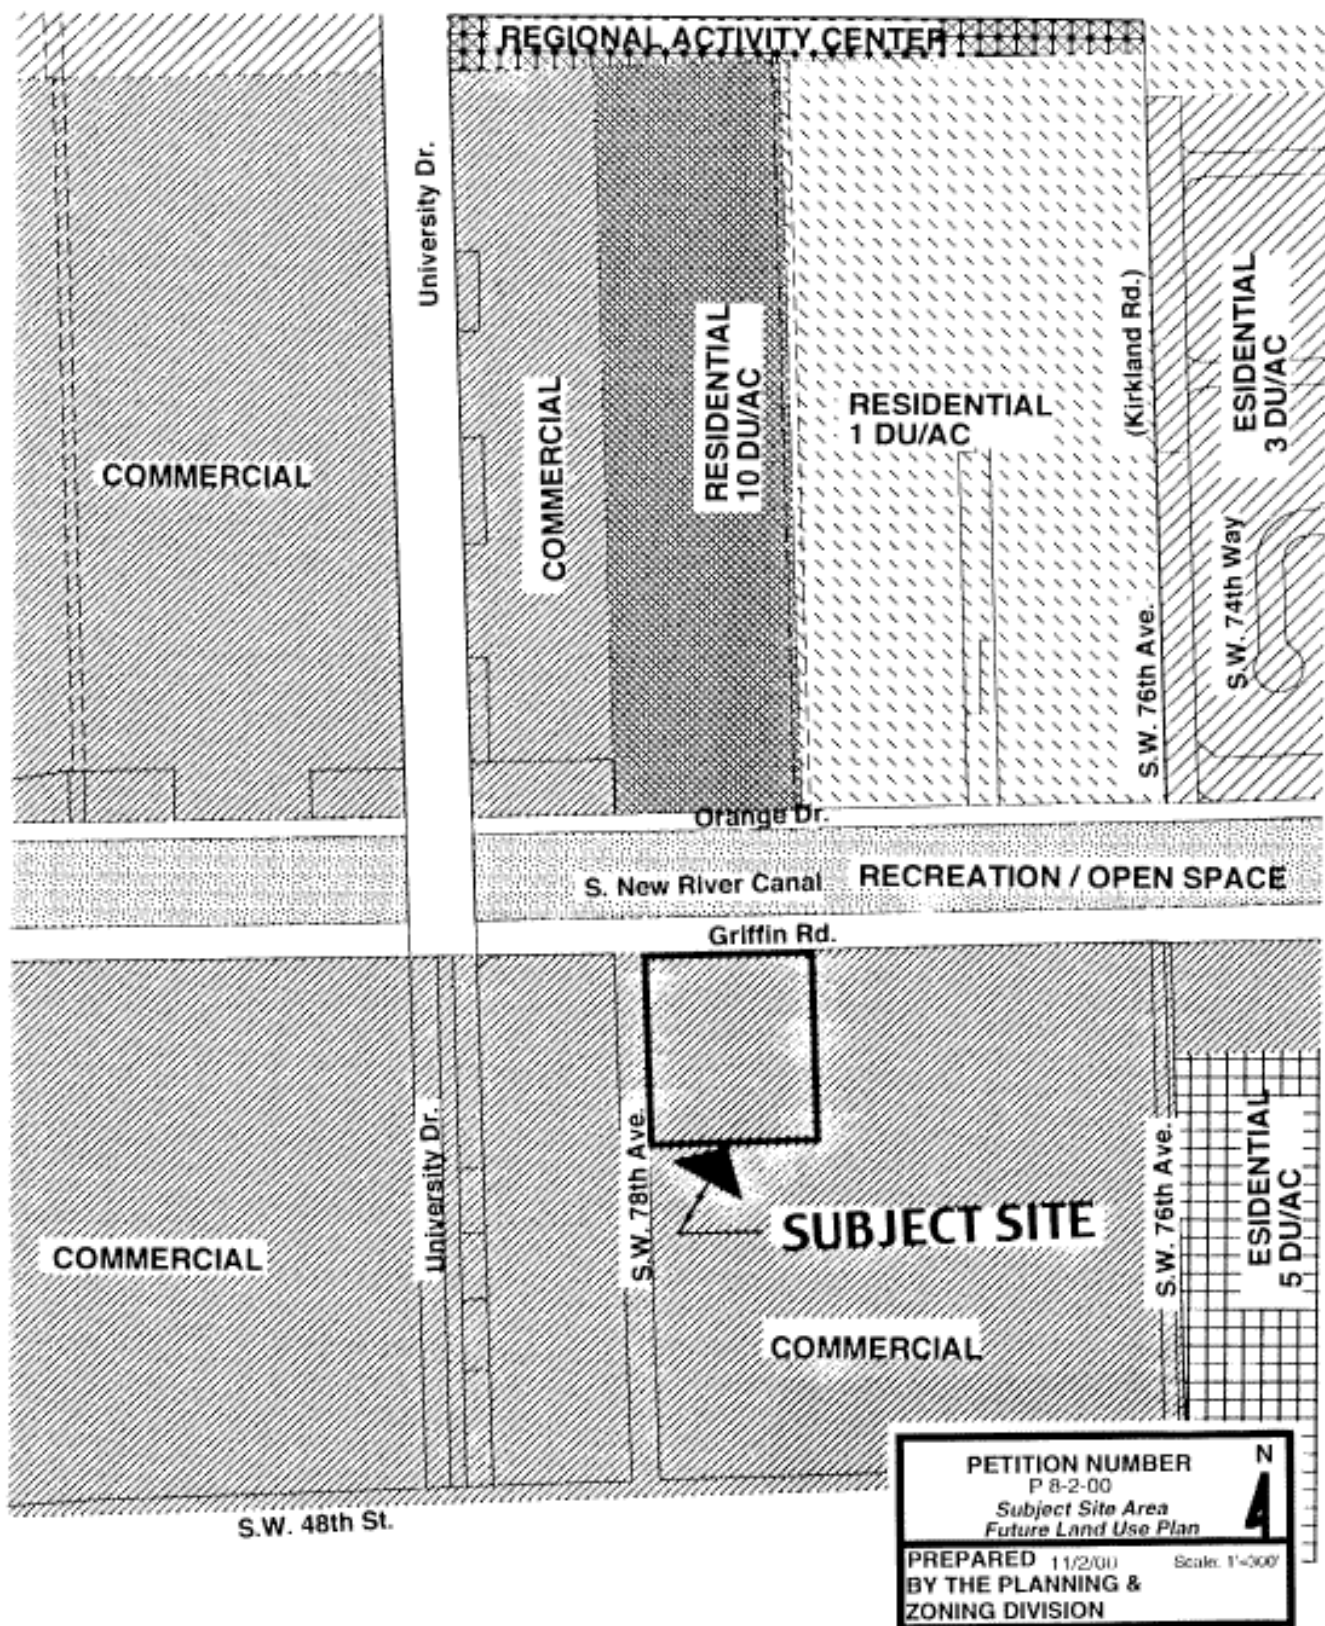 REGIONAL ACTIVITY CENTER
University Dr.
COMMERCIAL
COMMERCIAL
RESIDENTIAL
10 DU/AC
RESIDENTIAL
1 DU/AC
(Kirkland Rd.)
S.W. 76th Ave.
ESIDENTIAL
3 DU/AC
S.W. 74th Way
Orange Dr.
S. New River Canal
RECREATION / OPEN SPACE
Griffin Rd.
University Dr.
S.W. 78th Ave.
SUBJECT SITE
S.W. 76th Ave.
ESIDENTIAL
5 DU/AC
COMMERCIAL
COMMERCIAL
S.W. 48th St.
PETITION NUMBER
P 8-2-00
Subject Site Area
Future Land Use Plan
N
PREPARED 11/2/00 Scale: 1"=300'
BY THE PLANNING &
ZONING DIVISION